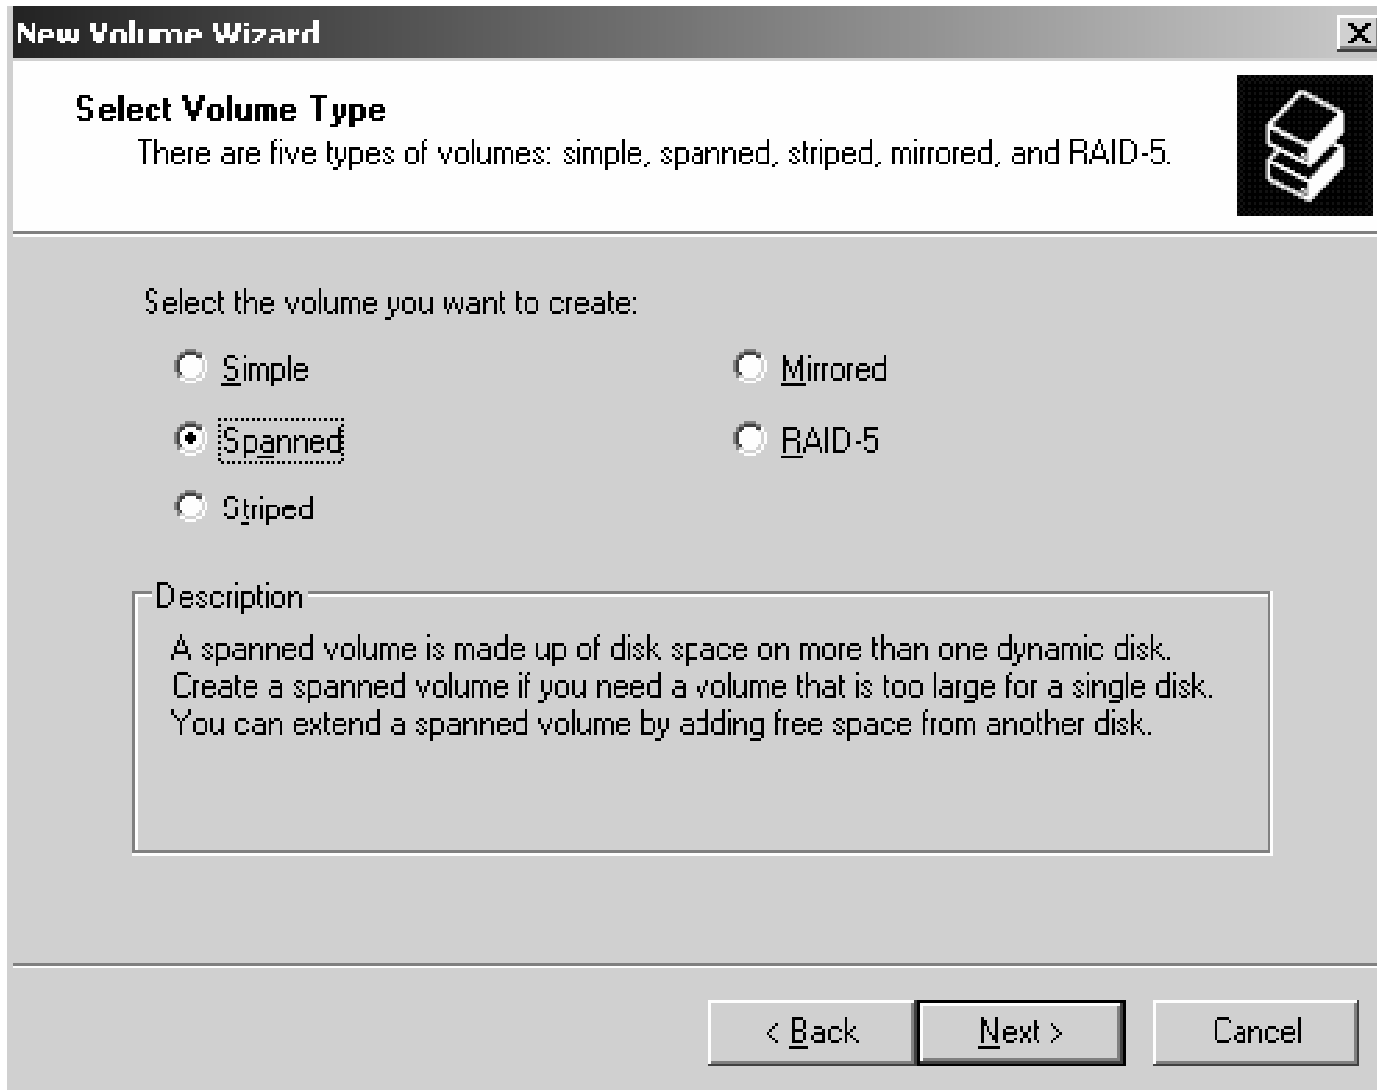 New Volume Wizard
Select Volume Type
There are five types of volumes: simple, spanned, striped, mirrored, and RAID-5.
Select the volume you want to create:
Simple
Mirrored
Spanned
RAID-5
Striped
Description
A spanned volume is made up of disk space on more than one dynamic disk.
Create a spanned volume if you need a volume that is too large for a single disk.
You can extend a spanned volume by adding free space from another disk.
< Back
Next >
Cancel